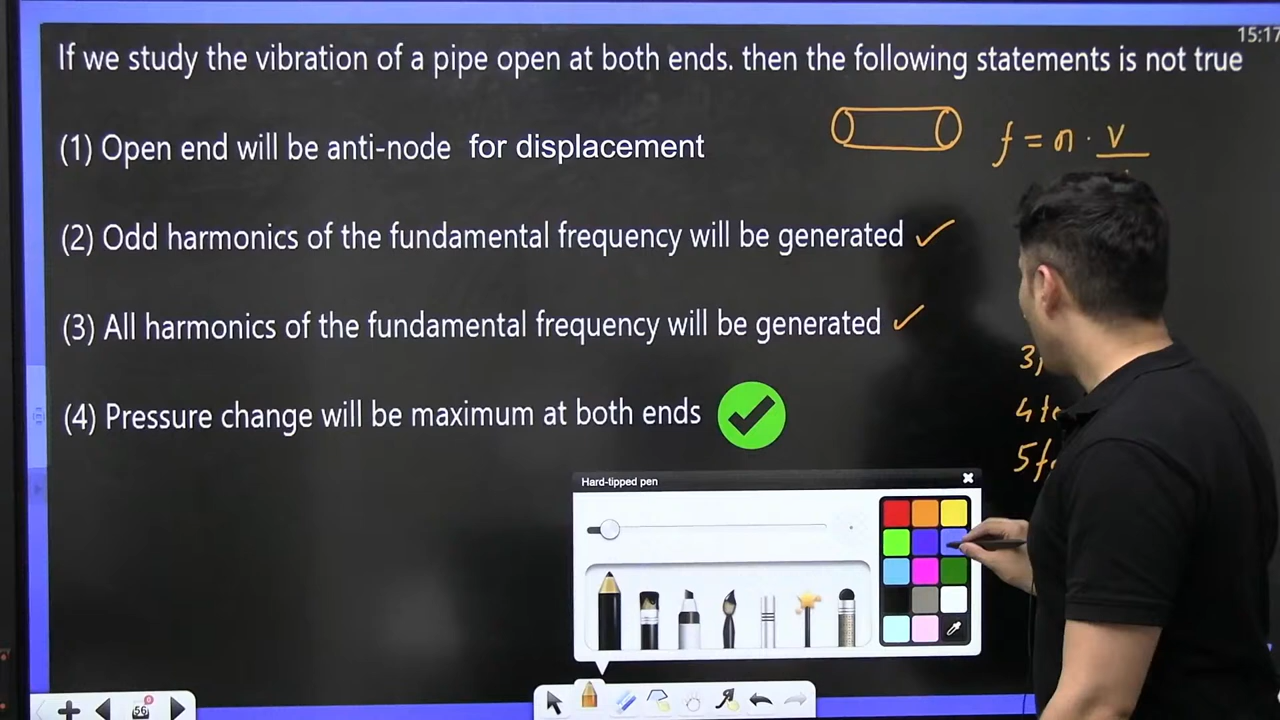 15:17
If we study the vibration of a pipe open at both ends. then the following statements is not true
(1) Open end will be anti-node for displacement
f = n · v
(2) Odd harmonics of the fundamental frequency will be generated ✓
(3) All harmonics of the fundamental frequency will be generated ✓
(4) Pressure change will be maximum at both ends
Hard-tipped pen
56